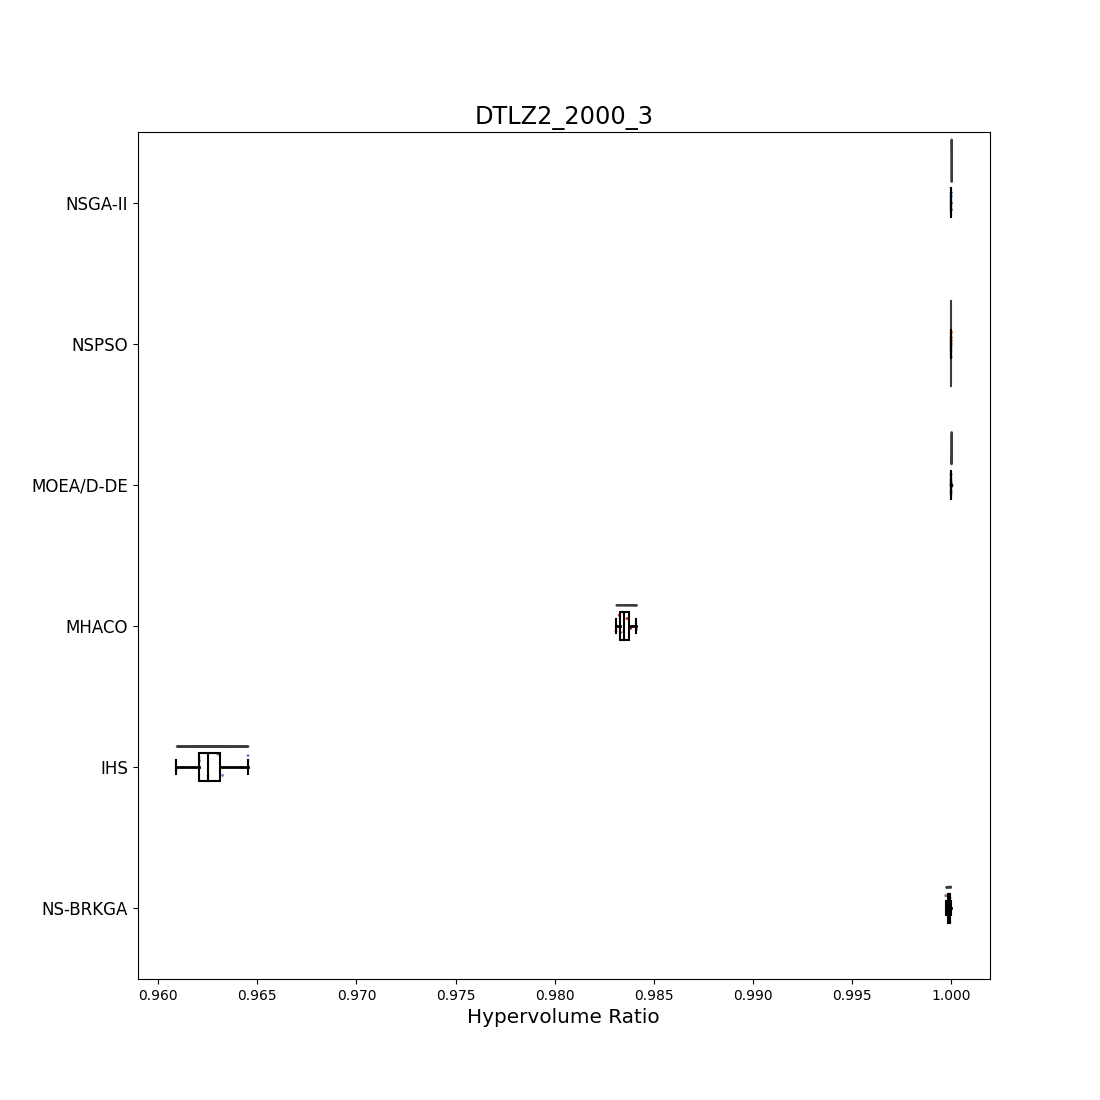 DTLZ2_2000_3
NSGA-II
NSPSO
MOEA/D-DE
MHACO
IHS
NS-BRKGA
0.960 0.965 0.970 0.975 0.980 0.985 0.990 0.995 1.000
Hypervolume Ratio